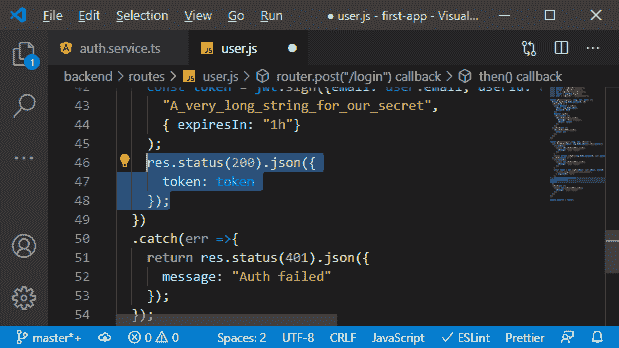 File Edit Selection View Go Run ... user.js - first-app - Visual...
auth.service.ts JS user.js
backend > routes > JS user.js > router.post("/login") callback > then() callback
42 const token = jwt.sign({email: user.email, userId:
43 "A_very_long_string_for_our_secret",
44 { expiresIn: "1h"}
45 );
46 res.status(200).json({
47 token: token
48 });
49 })
50 .catch(err =>{
51 return res.status(401).json({
52 message: "Auth failed"
53 });
54 });
1
master*+ 0 0 Spaces: 2 UTF-8 CRLF JavaScript ESLint Prettier